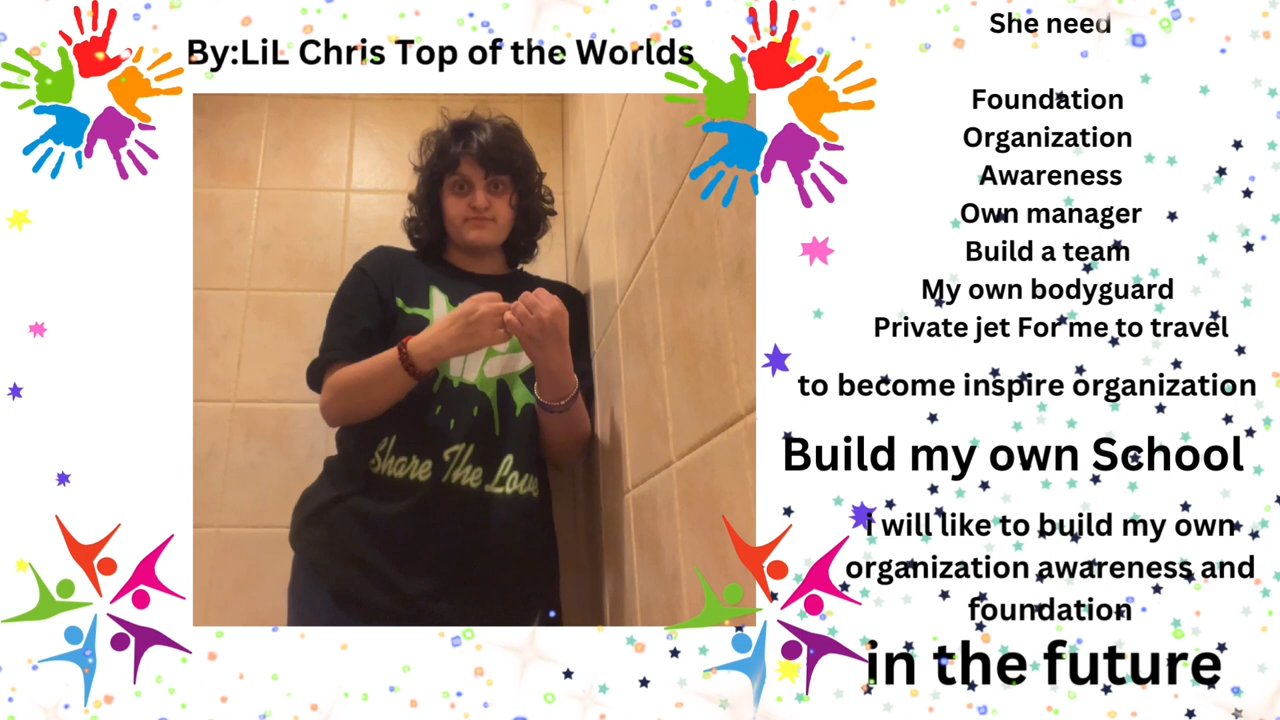 By:LiL Chris Top of the Worlds
Share The Love
She need
Foundation
Organization
Awareness
Own manager
Build a team
My own bodyguard
Private jet For me to travel
to become inspire organization
Build my own School
i will like to build my own
organization awareness and
foundation
in the future